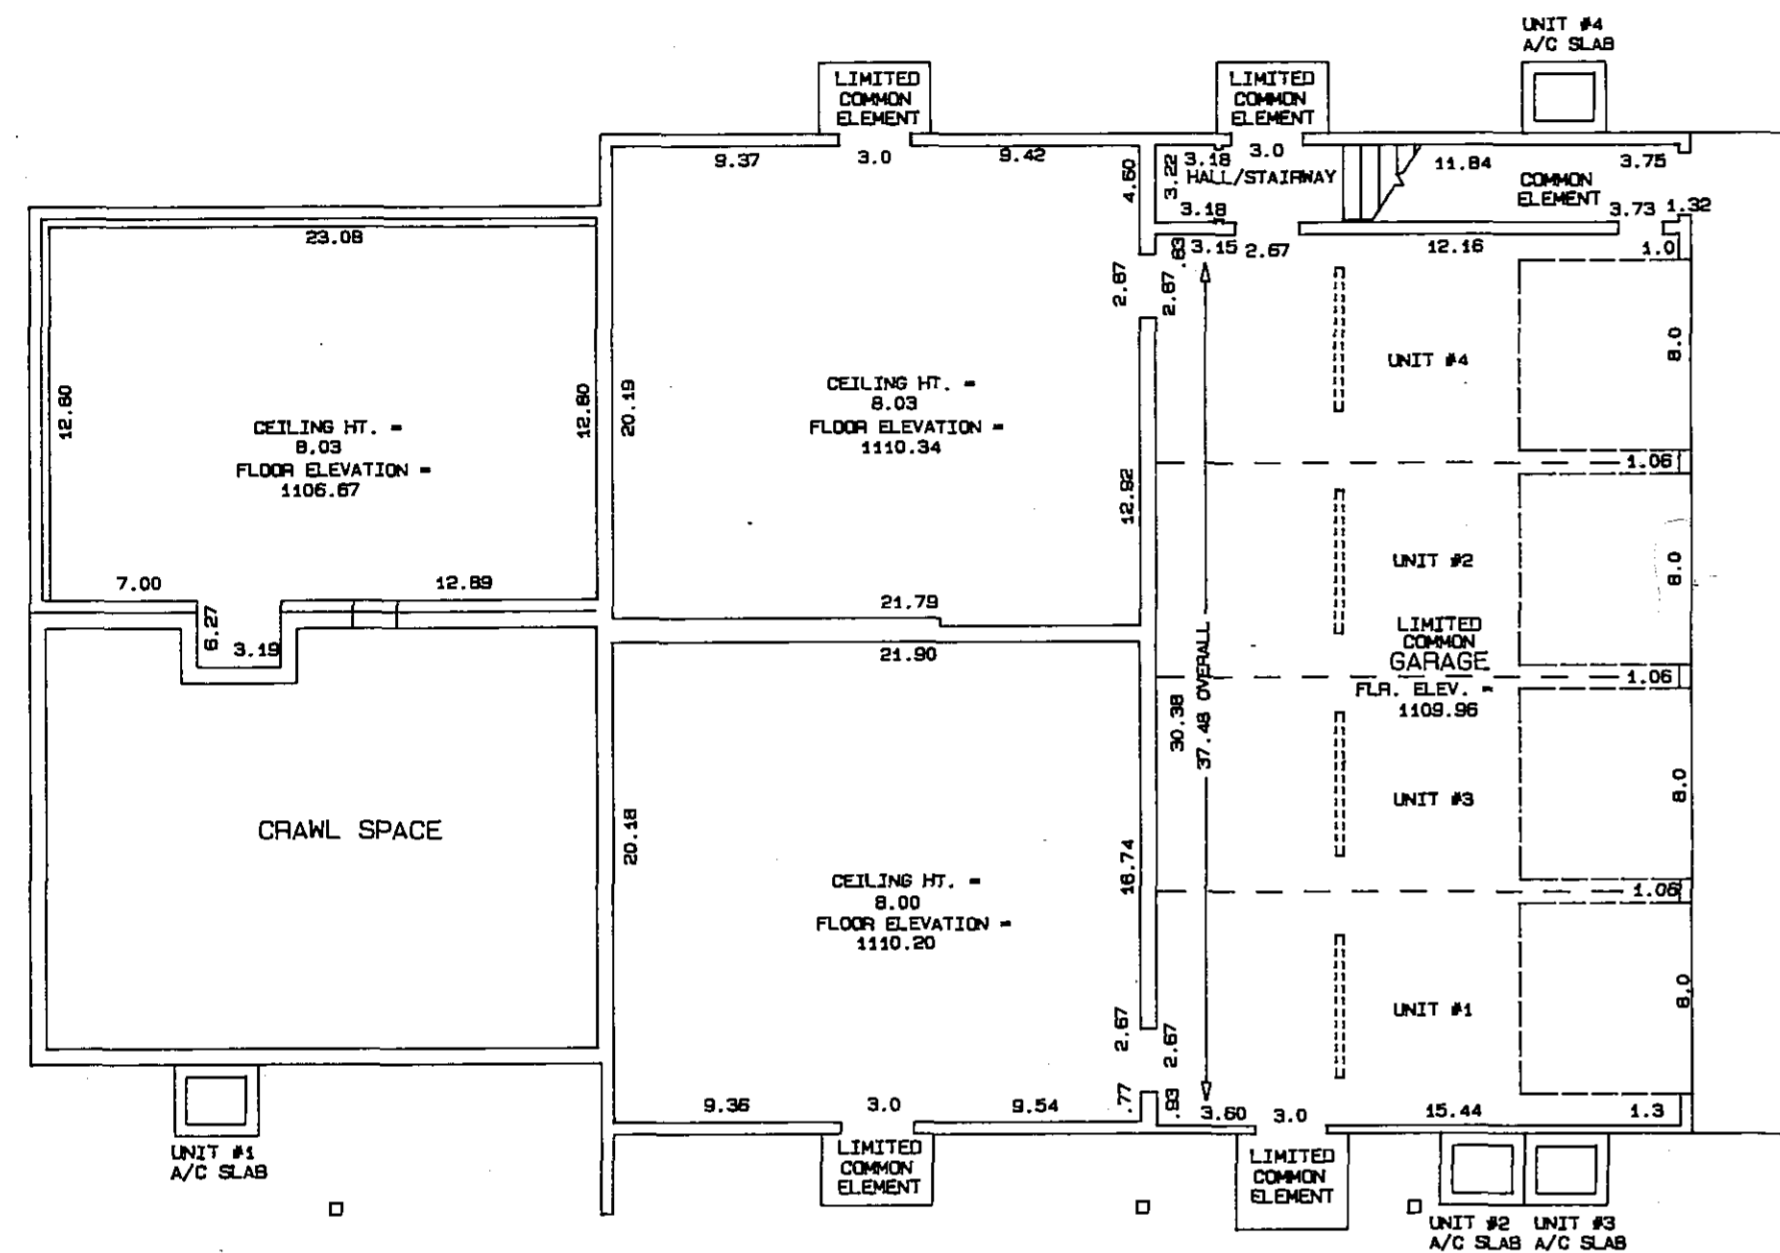 UNIT #4
A/C SLAB
LIMITED
COMMON
ELEMENT
LIMITED
COMMON
ELEMENT
9.37
3.0
9.42
4.60
3.18
3.0
3.22
HALL/STAIRWAY
3.18
11.84
3.75
COMMON
ELEMENT
3.73
1.32
.83
3.15
2.67
12.16
1.0
23.08
2.67
2.67
8.0
UNIT #4
12.60
12.60
20.19
CEILING HT. =
8.03
FLOOR ELEVATION =
1106.67
CEILING HT. =
8.03
FLOOR ELEVATION =
1110.34
12.92
1.06
UNIT #2
8.0
7.00
12.89
6.27
3.19
21.79
21.90
LIMITED
COMMON
GARAGE
FLR. ELEV. =
1109.96
1.06
30.38
37.48 OVERALL
UNIT #3
8.0
CRAWL SPACE
20.18
16.74
CEILING HT. =
8.00
FLOOR ELEVATION =
1110.20
1.06
UNIT #1
8.0
2.67
2.67
.77
.93
9.36
3.0
9.54
3.60
3.0
15.44
1.3
UNIT #1
A/C SLAB
LIMITED
COMMON
ELEMENT
LIMITED
COMMON
ELEMENT
UNIT #2
A/C SLAB
UNIT #3
A/C SLAB